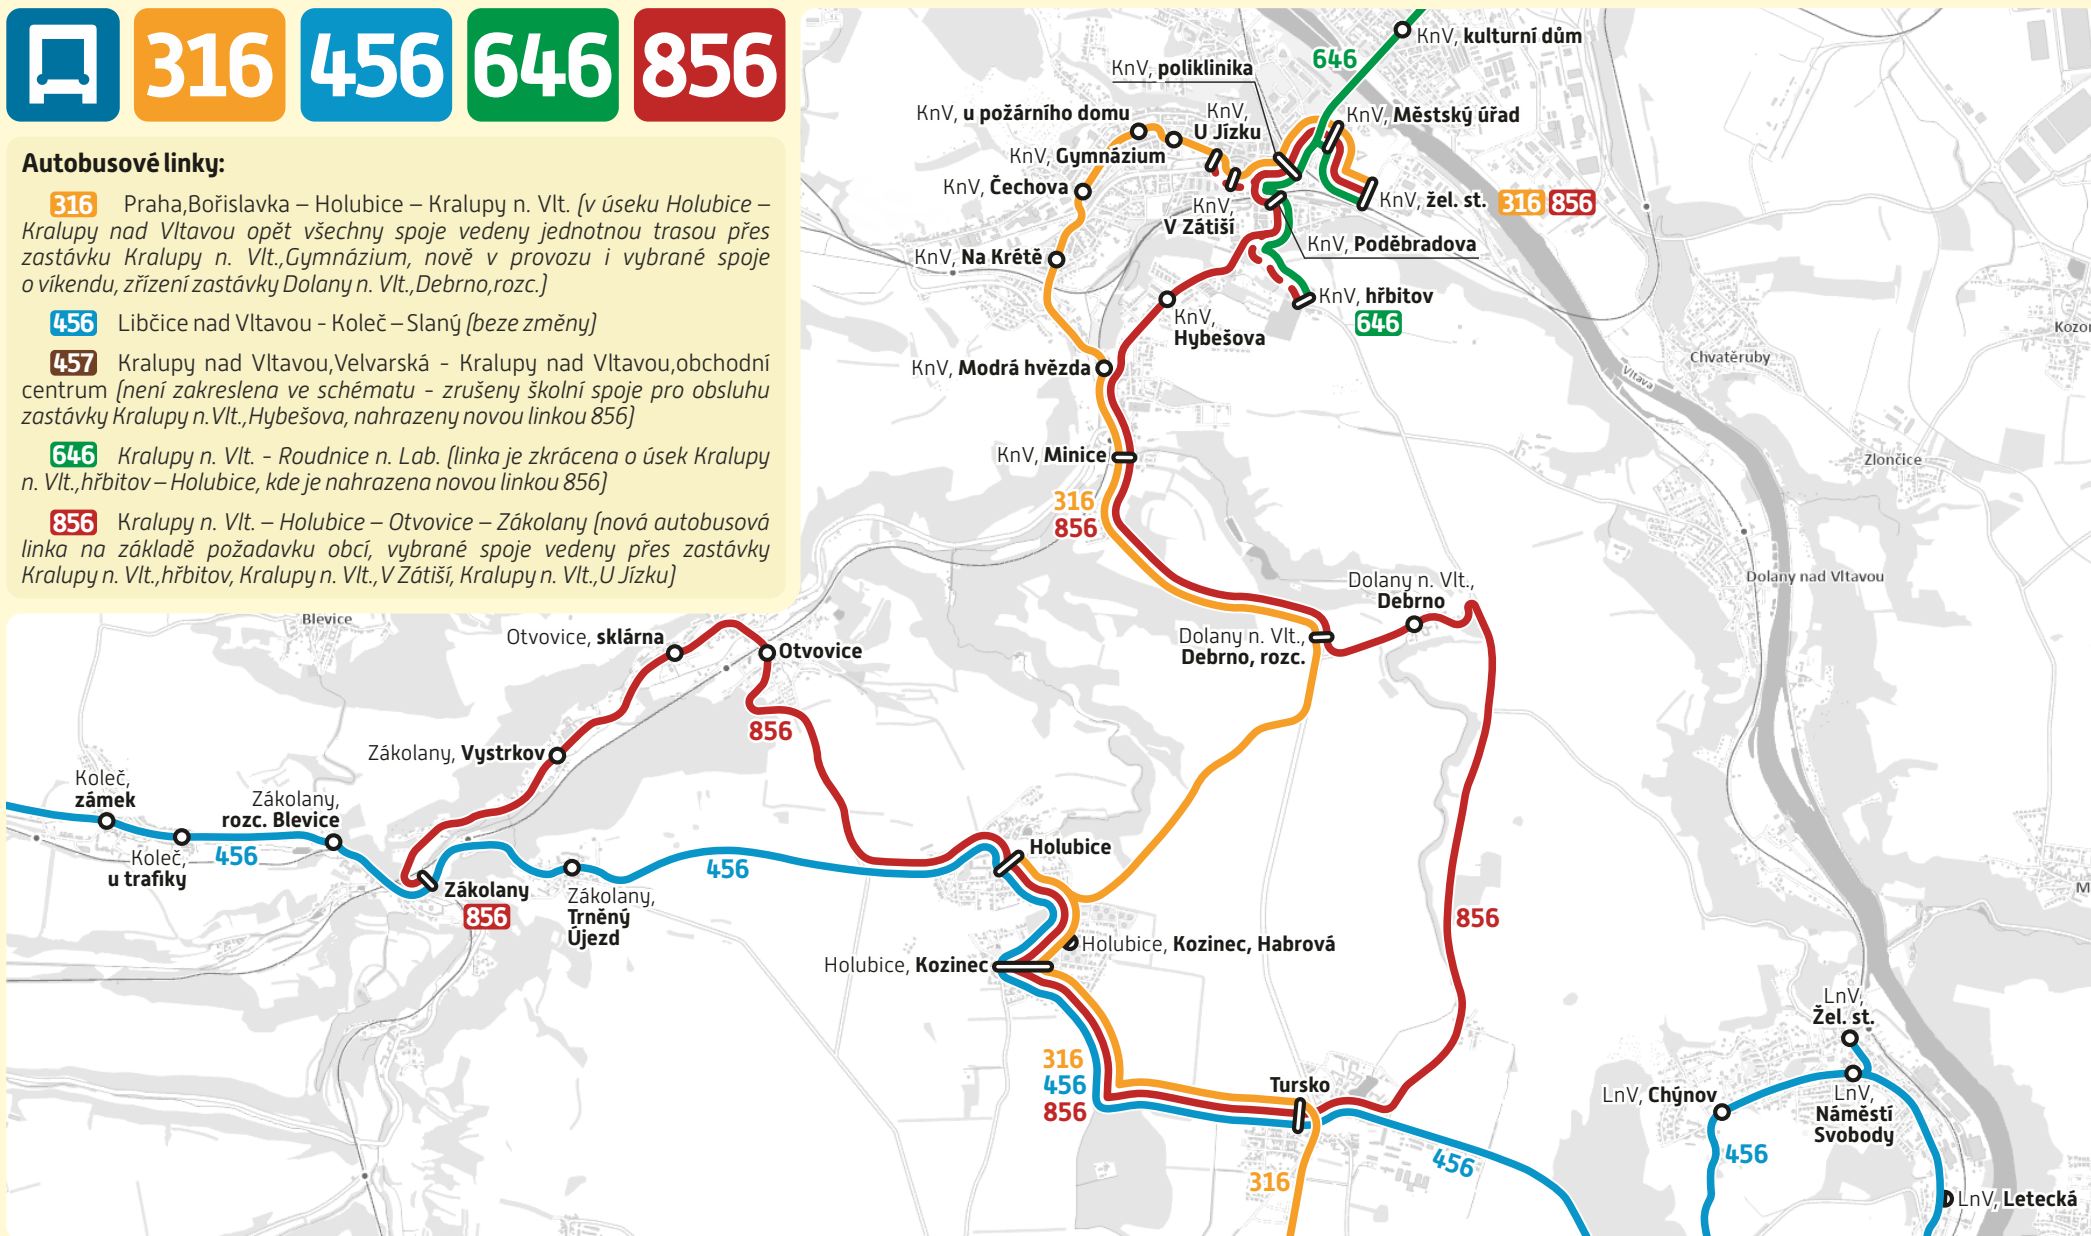 316 456 646 856
Autobusové linky:
316 Praha,Bořislavka – Holubice – Kralupy n. Vlt. (v úseku Holubice –
Kralupy nad Vltavou opět všechny spoje vedeny jednotnou trasou přes
zastávku Kralupy n. Vlt.,Gymnázium, nově v provozu i vybrané spoje
o víkendu, zřízení zastávky Dolany n. Vlt.,Debrno,rozc.)
456 Libčice nad Vltavou - Koleč – Slaný (beze změny)
457 Kralupy nad Vltavou,Velvarská - Kralupy nad Vltavou,obchodní
centrum (není zakreslena ve schématu - zrušeny školní spoje pro obsluhu
zastávky Kralupy n.Vlt.,Hybešova, nahrazeny novou linkou 856)
646 Kralupy n. Vlt. - Roudnice n. Lab. (linka je zkrácena o úsek Kralupy
n. Vlt.,hřbitov – Holubice, kde je nahrazena novou linkou 856)
856 Kralupy n. Vlt. – Holubice – Otvovice – Zákolany (nová autobusová
linka na základě požadavku obcí, vybrané spoje vedeny přes zastávky
Kralupy n. Vlt.,hřbitov, Kralupy n. Vlt.,V Zátiší, Kralupy n. Vlt.,U Jízku)
KnV, kulturní dům
646
KnV, poliklinika
KnV, u požárního domu
KnV,
U Jízku
KnV, Městský úřad
KnV, Gymnázium
KnV, Čechova
KnV, žel. st. 316 856
KnV,
V Zátiší
KnV, Poděbradova
KnV, Na Krétě
KnV, hřbitov
646
KnV,
Hybešova
Chvatěruby
Vltava
KnV, Modrá hvězda
KnV, Minice
Zlončice
316
856
Dolany nad Vltavou
Dolany n. Vlt.,
Debrno
Dolany n. Vlt.,
Debrno, rozc.
Blevice
Otvovice, sklárna
Otvovice
856
Zákolany, Vystrkov
Koleč,
zámek
Zákolany,
rozc. Blevice
Koleč,
u trafiky
456
Zákolany
856
456
Zákolany,
Trněný
Újezd
Holubice
Holubice, Kozinec, Habrová
Holubice, Kozinec
856
316
456
856
Tursko
316
456
LnV,
Žel. st.
LnV, Chýnov
LnV,
Náměstí
Svobody
456
LnV, Letecká